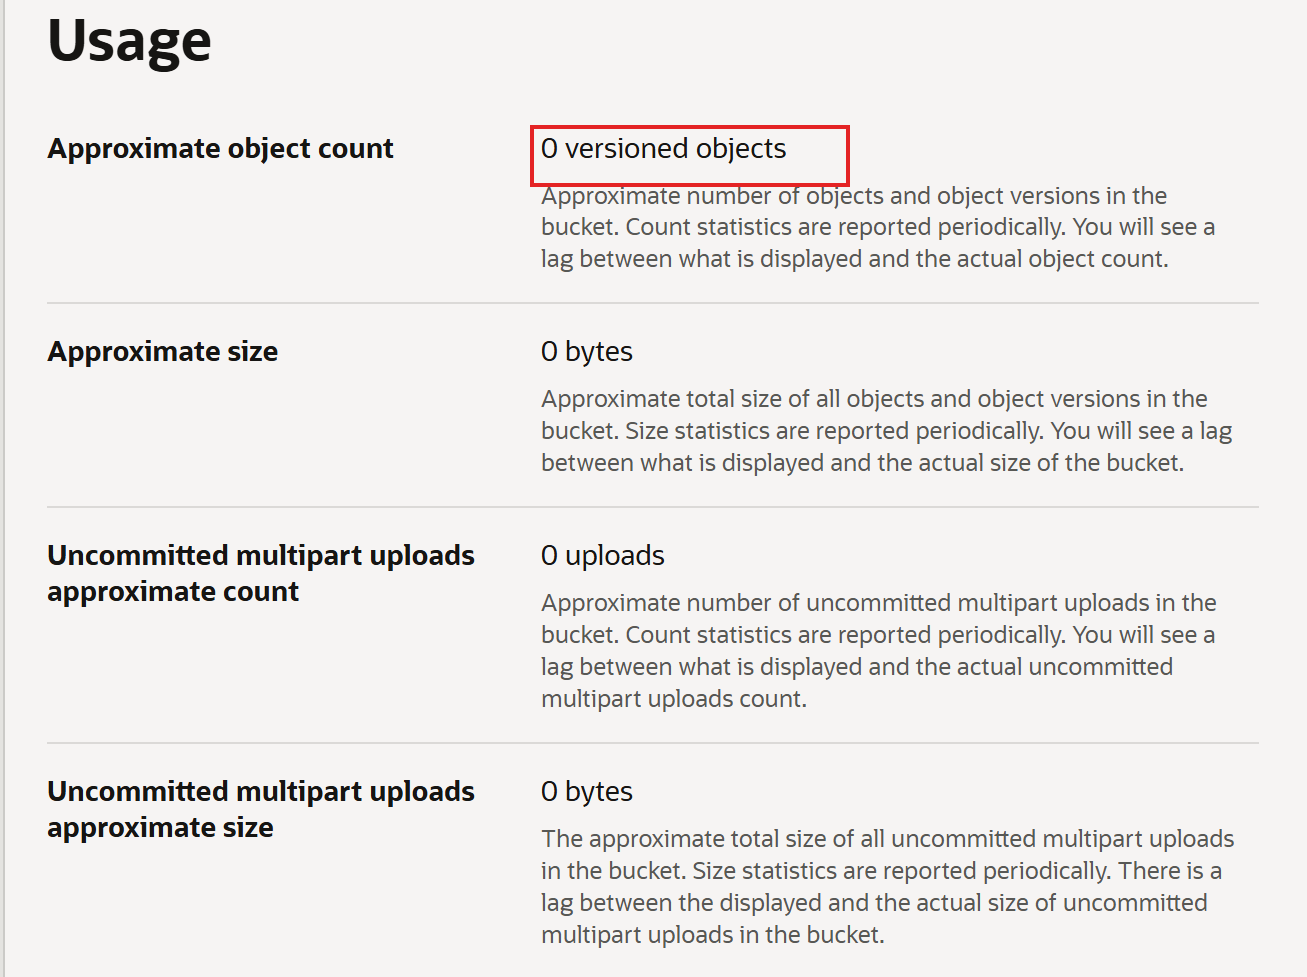 Usage
Approximate object count
0 versioned objects
Approximate number of objects and object versions in the
bucket. Count statistics are reported periodically. You will see a
lag between what is displayed and the actual object count.
Approximate size
0 bytes
Approximate total size of all objects and object versions in the
bucket. Size statistics are reported periodically. You will see a lag
between what is displayed and the actual size of the bucket.
Uncommitted multipart uploads
approximate count
0 uploads
Approximate number of uncommitted multipart uploads in the
bucket. Count statistics are reported periodically. You will see a
lag between what is displayed and the actual uncommitted
multipart uploads count.
Uncommitted multipart uploads
approximate size
0 bytes
The approximate total size of all uncommitted multipart uploads
in the bucket. Size statistics are reported periodically. There is a
lag between the displayed and the actual size of uncommitted
multipart uploads in the bucket.